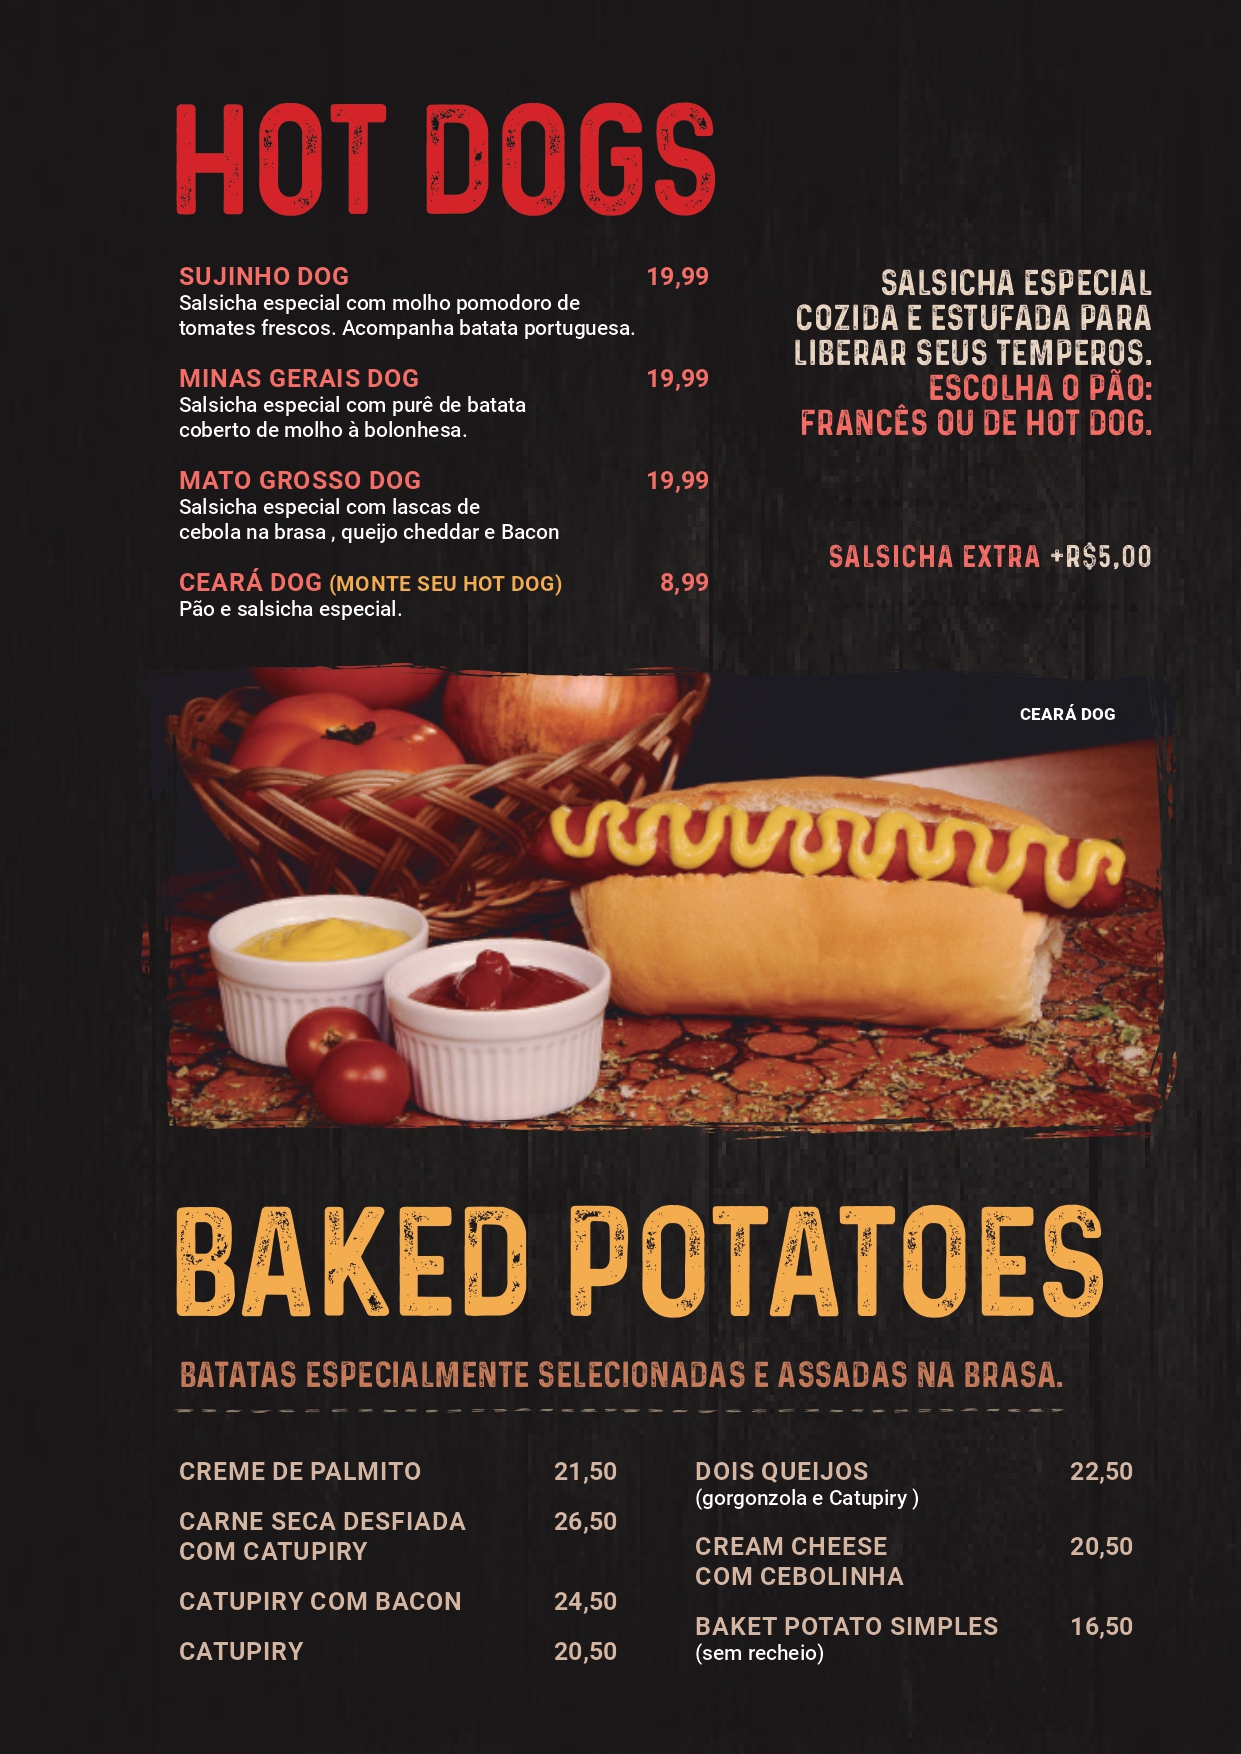 HOT DOGS
SUJINHO DOG 19,99
Salsicha especial com molho pomodoro de
tomates frescos. Acompanha batata portuguesa.
MINAS GERAIS DOG 19,99
Salsicha especial com purê de batata
coberto de molho à bolonhesa.
MATO GROSSO DOG 19,99
Salsicha especial com lascas de
cebola na brasa , queijo cheddar e Bacon
CEARÁ DOG (MONTE SEU HOT DOG) 8,99
Pão e salsicha especial.
SALSICHA ESPECIAL
COZIDA E ESTUFADA PARA
LIBERAR SEUS TEMPEROS.
ESCOLHA O PÃO:
FRANCÊS OU DE HOT DOG.
SALSICHA EXTRA +R$5,00
CEARÁ DOG
BAKED POTATOES
BATATAS ESPECIALMENTE SELECIONADAS E ASSADAS NA BRASA.
CREME DE PALMITO 21,50
CARNE SECA DESFIADA 26,50
COM CATUPIRY
CATUPIRY COM BACON 24,50
CATUPIRY 20,50
DOIS QUEIJOS 22,50
(gorgonzola e Catupiry )
CREAM CHEESE 20,50
COM CEBOLINHA
BAKET POTATO SIMPLES 16,50
(sem recheio)